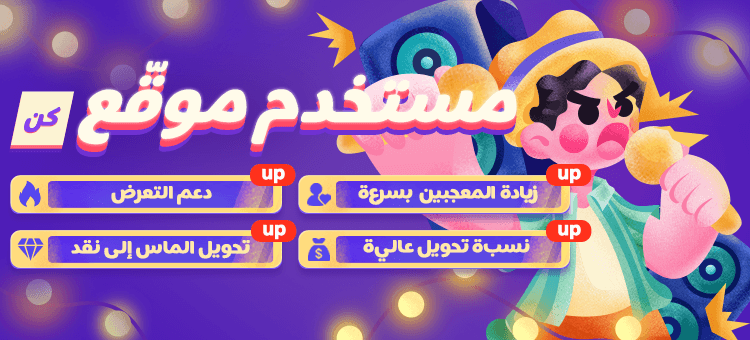 كن مستخدم موقّع
زيادة المعجبين بسرعة up
دعم التعرض up
نسبة تحويل عالية up
تحويل الماس إلى نقد up
$